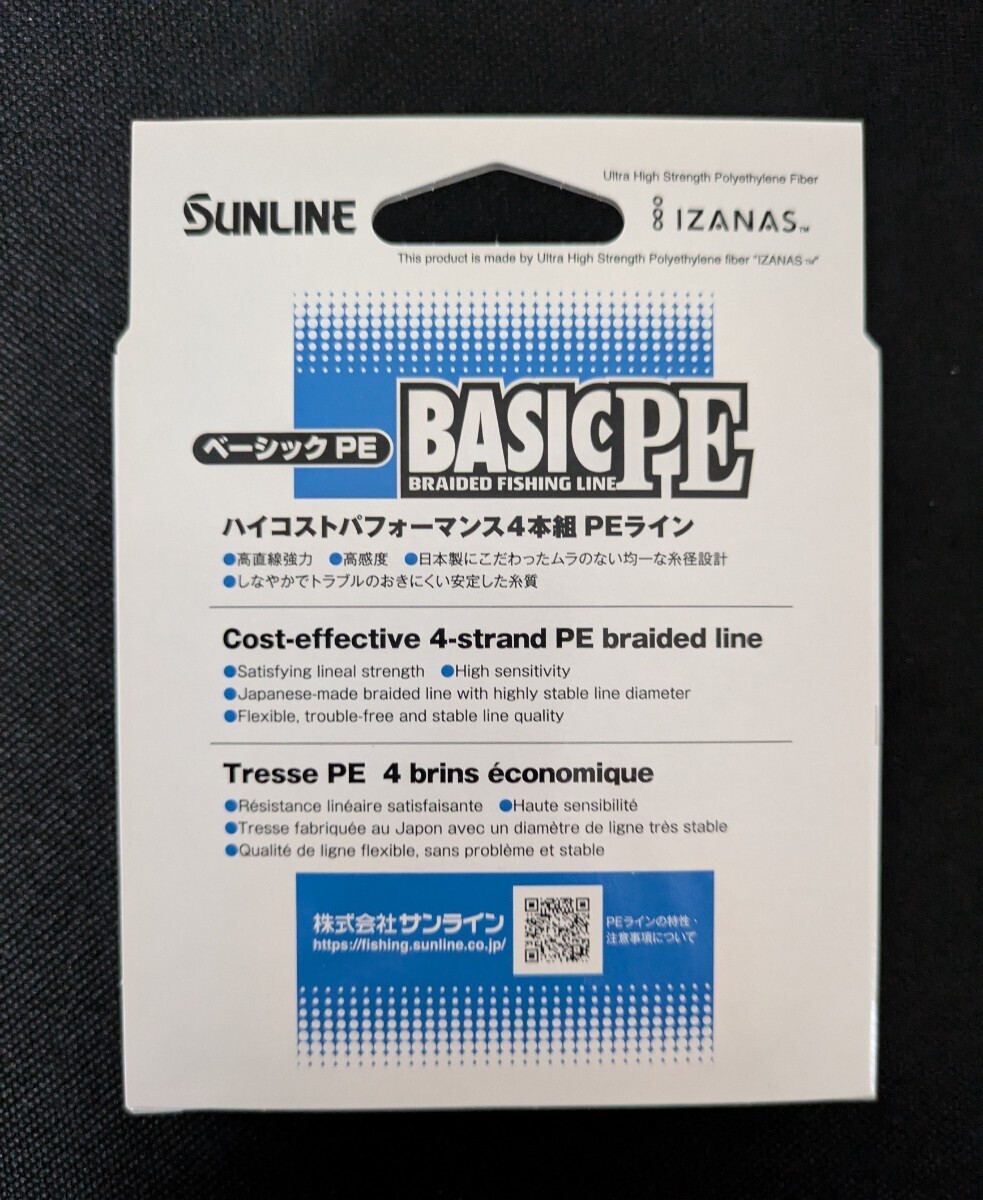 Ultra High Strength Polyethylene Fiber
SUNLINE
IZANAS™
This product is made by Ultra High Strength Polyethylene fiber "IZANAS™"
ベーシック PE
BASIC PE
BRAIDED FISHING LINE
ハイコストパフォーマンス4本組 PEライン
●高直線強力 ●高感度 ●日本製にこだわったムラのない均一な糸径設計
●しなやかでトラブルのおきにくい安定した糸質
Cost-effective 4-strand PE braided line
●Satisfying lineal strength ●High sensitivity
●Japanese-made braided line with highly stable line diameter
●Flexible, trouble-free and stable line quality
Tresse PE 4 brins économique
●Résistance linéaire satisfaisante ●Haute sensibilité
●Tresse fabriquée au Japon avec un diamètre de ligne très stable
●Qualité de ligne flexible, sans problème et stable
株式会社サンライン
https://fishing.sunline.co.jp/
PEラインの特性・
注意事項について